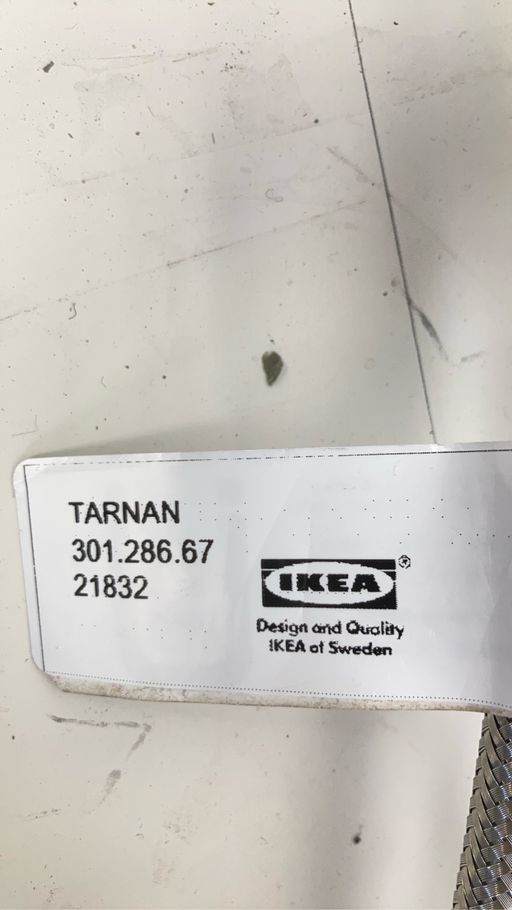 TARNAN
301.286.67
21832
IKEA®
Design and Quality
IKEA of Sweden